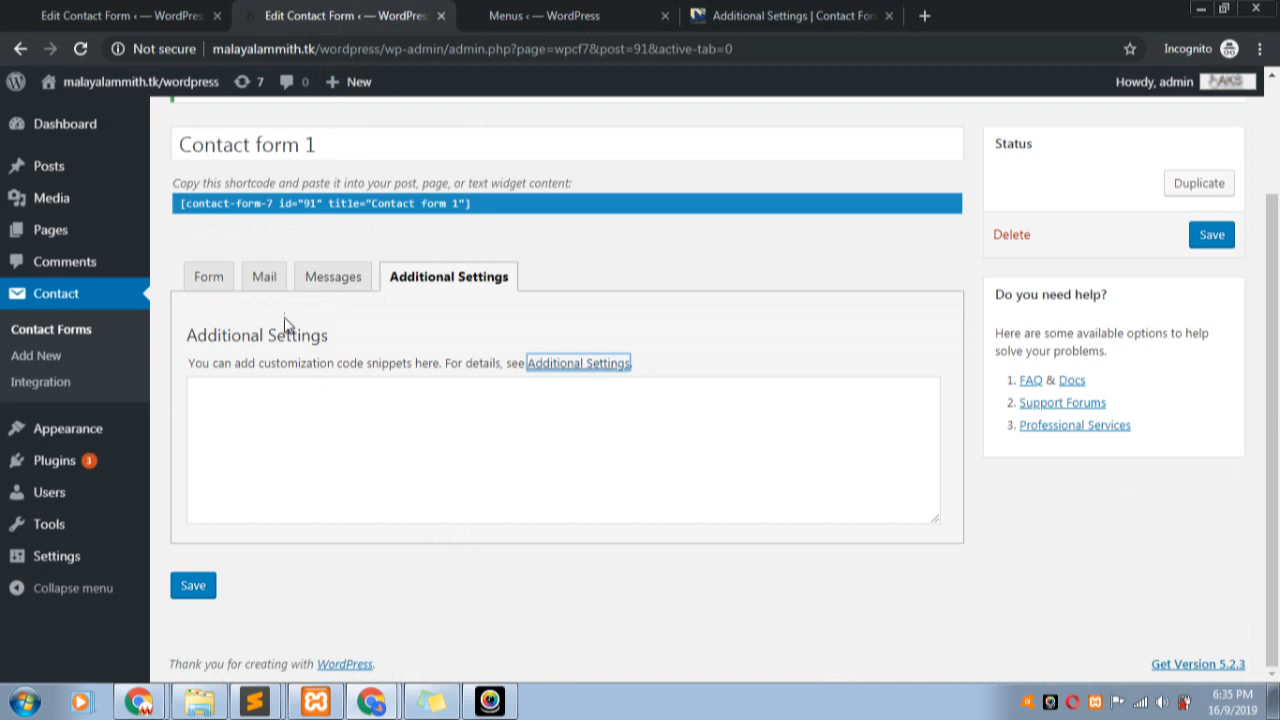 Edit Contact Form ‹ — WordPres
Edit Contact Form ‹ — WordPres
Menus ‹ — WordPress
Additional Settings | Contact For
Not secure
malayalammith.tk/wordpress/wp-admin/admin.php?page=wpcf7&post=91&active-tab=0
Incognito
malayalammith.tk/wordpress
7
0
New
Howdy, admin
Dashboard
Posts
Media
Pages
Comments
Contact
Contact Forms
Add New
Integration
Appearance
Plugins 3
Users
Tools
Settings
Collapse menu
Contact form 1
Copy this shortcode and paste it into your post, page, or text widget content:
[contact-form-7 id="91" title="Contact form 1"]
Form
Mail
Messages
Additional Settings
Additional Settings
You can add customization code snippets here. For details, see Additional Settings.
Save
Status
Duplicate
Delete
Save
Do you need help?
Here are some available options to help
solve your problems.
1. FAQ & Docs
2. Support Forums
3. Professional Services
Thank you for creating with WordPress.
Get Version 5.2.3
6:35 PM
16/9/2019